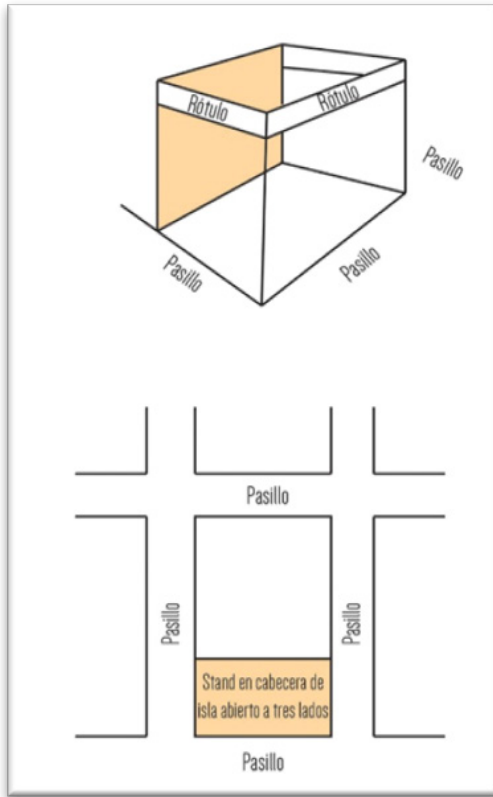 Rótulo
Rótulo
Pasillo
Pasillo
Pasillo
Pasillo
Pasillo
Pasillo
Stand en cabecera de
isla abierto a tres lados
Pasillo